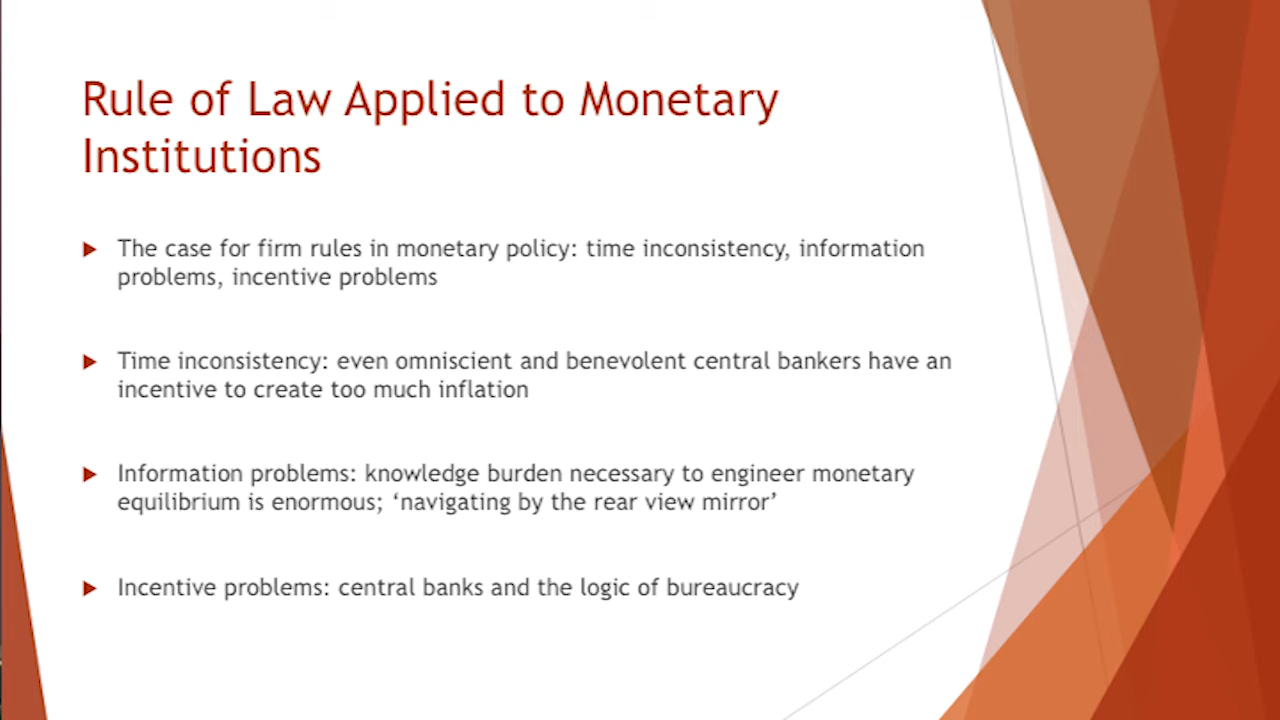 Rule of Law Applied to Monetary
Institutions
The case for firm rules in monetary policy: time inconsistency, information
problems, incentive problems
Time inconsistency: even omniscient and benevolent central bankers have an
incentive to create too much inflation
Information problems: knowledge burden necessary to engineer monetary
equilibrium is enormous; ‘navigating by the rear view mirror’
Incentive problems: central banks and the logic of bureaucracy